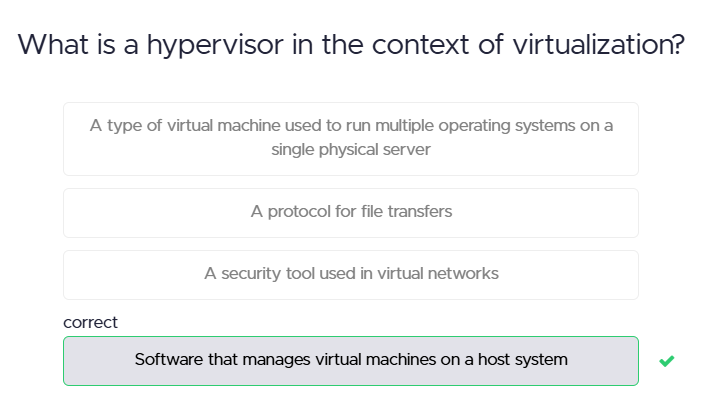 What is a hypervisor in the context of virtualization?
A type of virtual machine used to run multiple operating systems on a
single physical server
A protocol for file transfers
A security tool used in virtual networks
correct
Software that manages virtual machines on a host system